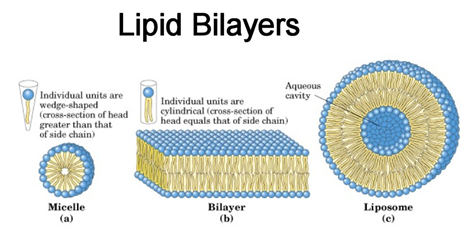 Lipid Bilayers
Individual units are
wedge-shaped
(cross-section of head
greater than that
of side chain)
Micelle
(a)
Individual units are
cylindrical (cross-section of
head equals that of side chain)
Bilayer
(b)
Aqueous
cavity
Liposome
(c)